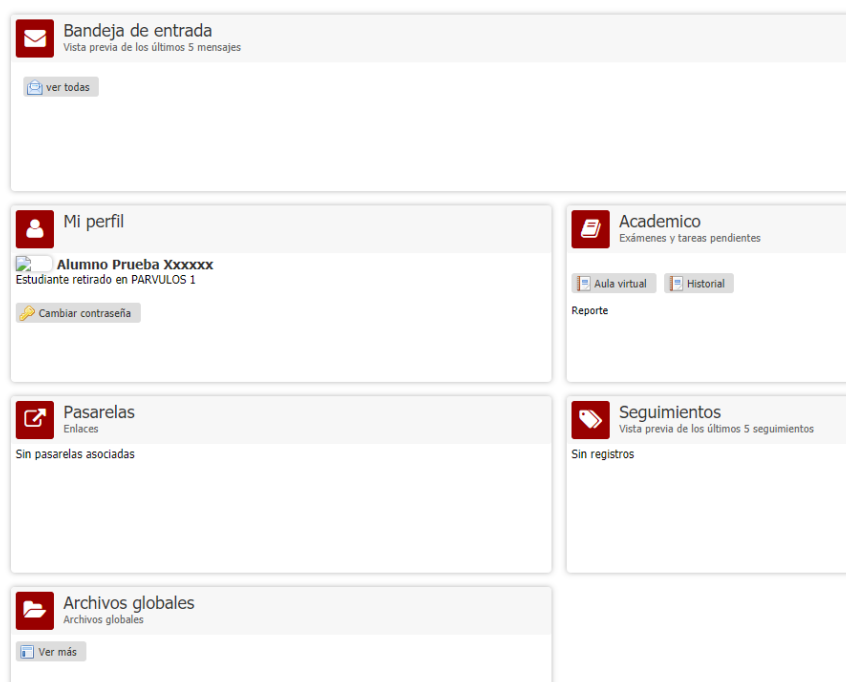 Bandeja de entrada
Vista previa de los últimos 5 mensajes
ver todas
Mi perfil
Alumno Prueba Xxxxxx
Estudiante retirado en PARVULOS 1
Cambiar contraseña
Academico
Exámenes y tareas pendientes
Aula virtual
Historial
Reporte
Pasarelas
Enlaces
Sin pasarelas asociadas
Seguimientos
Vista previa de los últimos 5 seguimientos
Sin registros
Archivos globales
Archivos globales
Ver más